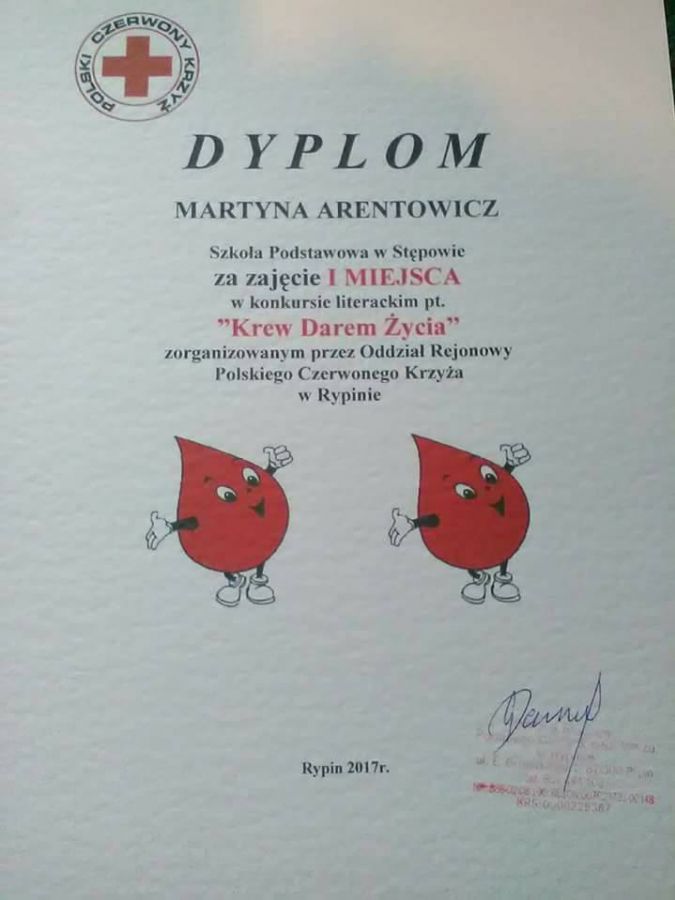 POLSKI CZERWONY KRZYŻ
DYPLOM
MARTYNA ARENTOWICZ
Szkoła Podstawowa w Stępowie
za zajęcie I MIEJSCA
w konkursie literackim pt.
”Krew Darem Życia”
zorganizowanym przez Oddział Rejonowy
Polskiego Czerwonego Krzyża
w Rypinie
Rypin 2017r.